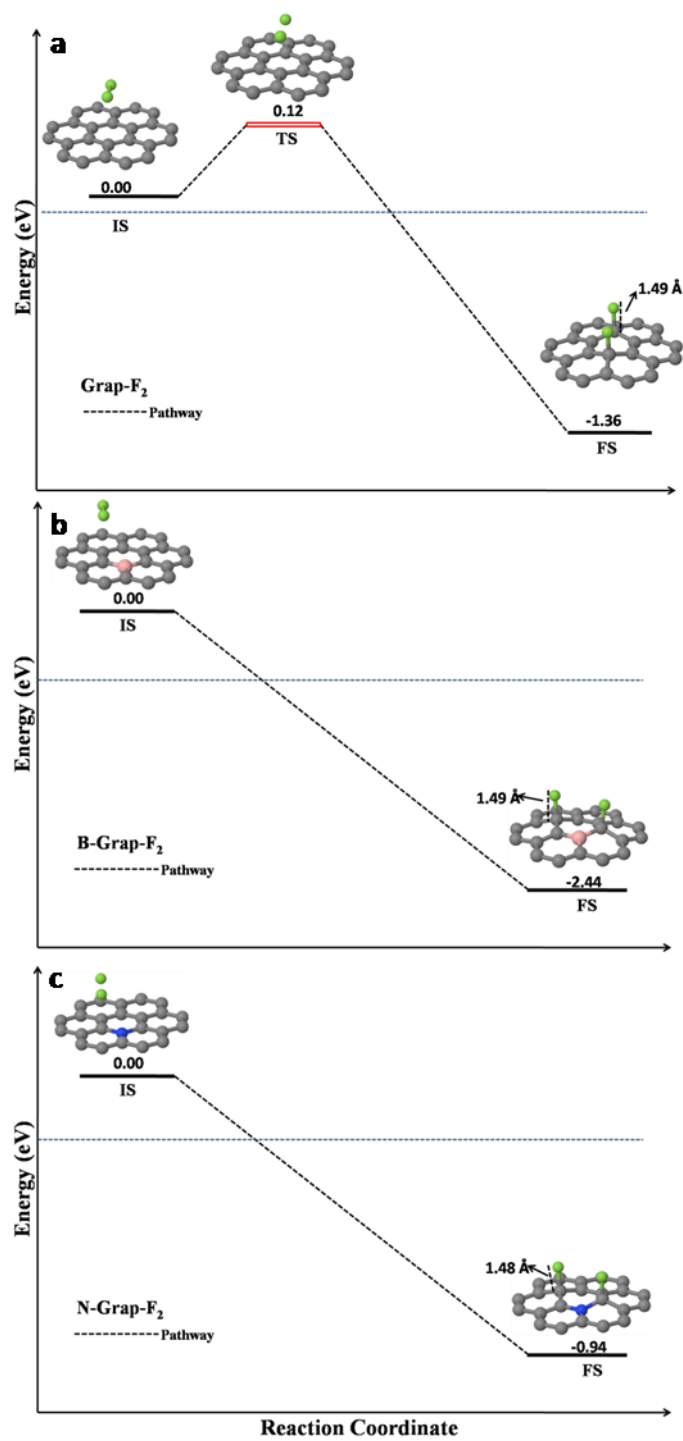 a
0.12
TS
0.00
IS
1.49 Å
Grap-F₂
Pathway
-1.36
FS
Energy (eV)
b
0.00
IS
1.49 Å
B-Grap-F₂
Pathway
-2.44
FS
Energy (eV)
c
0.00
IS
1.48 Å
N-Grap-F₂
Pathway
-0.94
FS
Energy (eV)
Reaction Coordinate